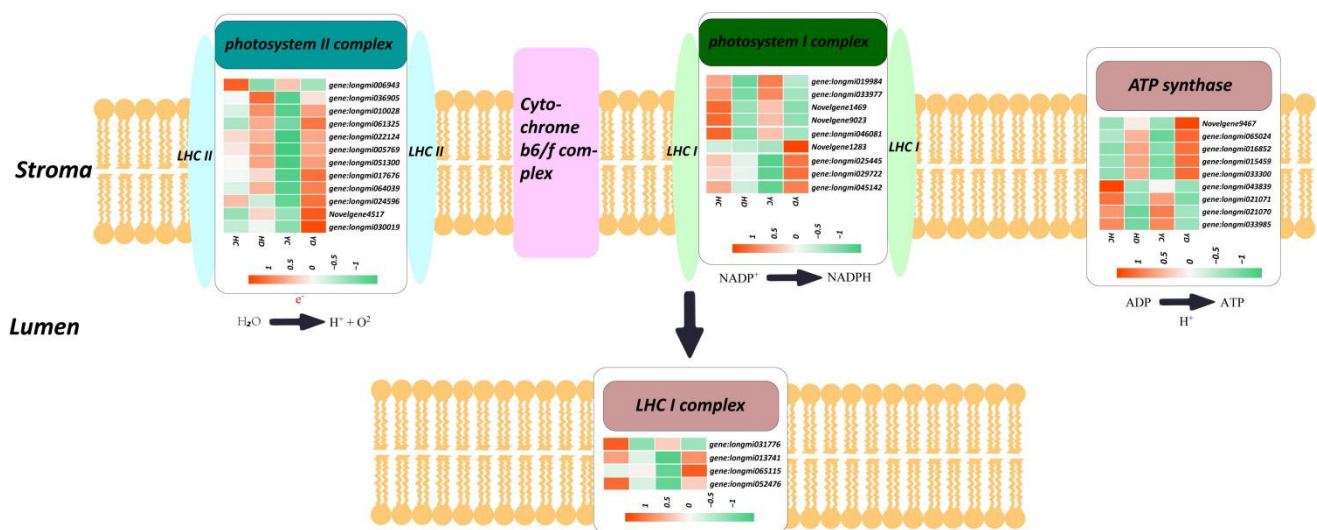 photosystem II complex
gene:longmi006943
gene:longmi036905
gene:longmi010028
gene:longmi061325
gene:longmi022124
gene:longmi005769
gene:longmi051300
gene:longmi017676
gene:longmi064039
gene:longmi024596
Novelgene4517
gene:longmi030019
HC HD YC YD
1 0.5 0 -0.5 -1
LHC II
LHC II
e-
H₂O H⁺ + O²
Cyto-
chrome
b6/f com-
plex
photosystem I complex
gene:longmi019984
gene:longmi033977
Novelgene1469
Novelgene9023
gene:longmi046081
Novelgene1283
gene:longmi025445
gene:longmi029722
gene:longmi045142
HC HD YC YD
1 0.5 0 -0.5 -1
LHC I
LHC I
NADP⁺ NADPH
ATP synthase
Novelgene9467
gene:longmi065024
gene:longmi016852
gene:longmi015459
gene:longmi033300
gene:longmi043839
gene:longmi021071
gene:longmi021070
gene:longmi033985
HC HD YC YD
1 0.5 0 -0.5 -1
ADP ATP
H⁺
Stroma
Lumen
LHC I complex
gene:longmi031776
gene:longmi013741
gene:longmi065115
gene:longmi052476
1 0.5 0 -0.5 -1